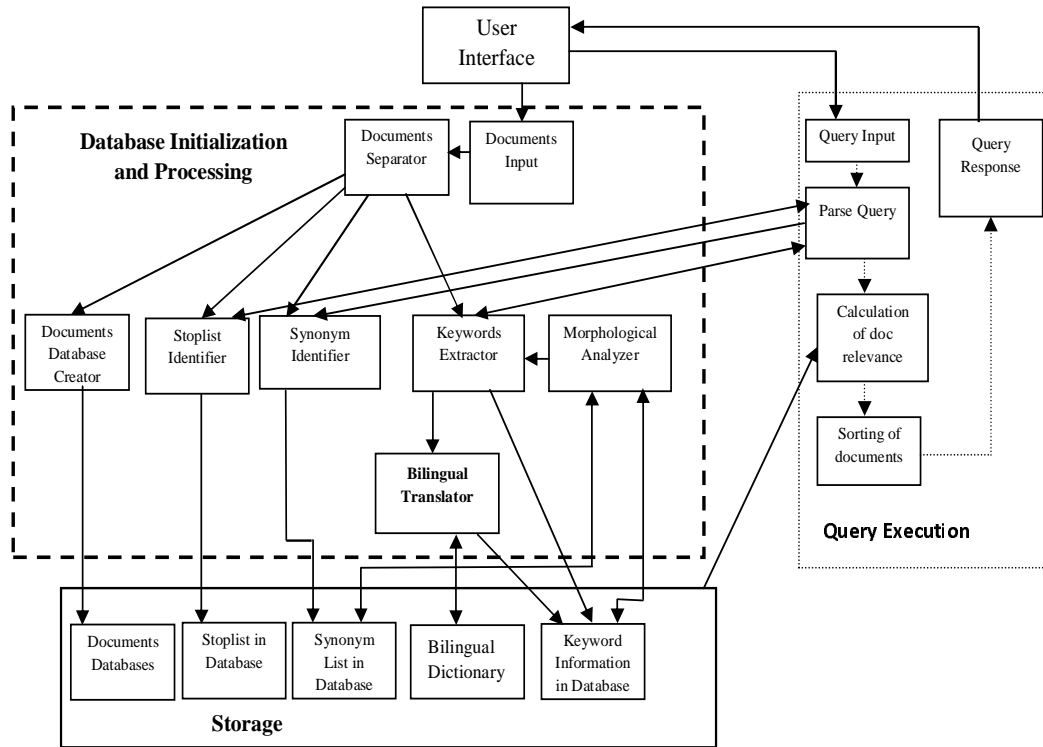 User
Interface
Database Initialization
and Processing
Documents
Separator
Documents
Input
Query Input
Query
Response
Parse Query
Documents
Database
Creator
Stoplist
Identifier
Synonym
Identifier
Keywords
Extractor
Morphological
Analyzer
Calculation
of doc
relevance
Sorting of
documents
Bilingual
Translator
Query Execution
Documents
Databases
Stoplist in
Database
Synonym
List in
Database
Bilingual
Dictionary
Keyword
Information
in Database
Storage